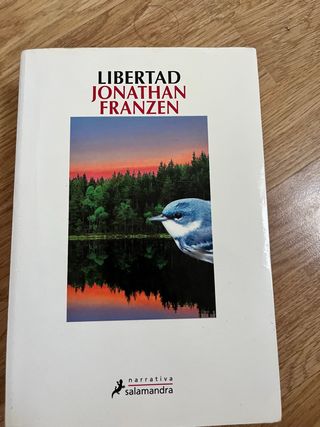 LIBERTAD
JONATHAN
FRANZEN
narrativa
salamandra